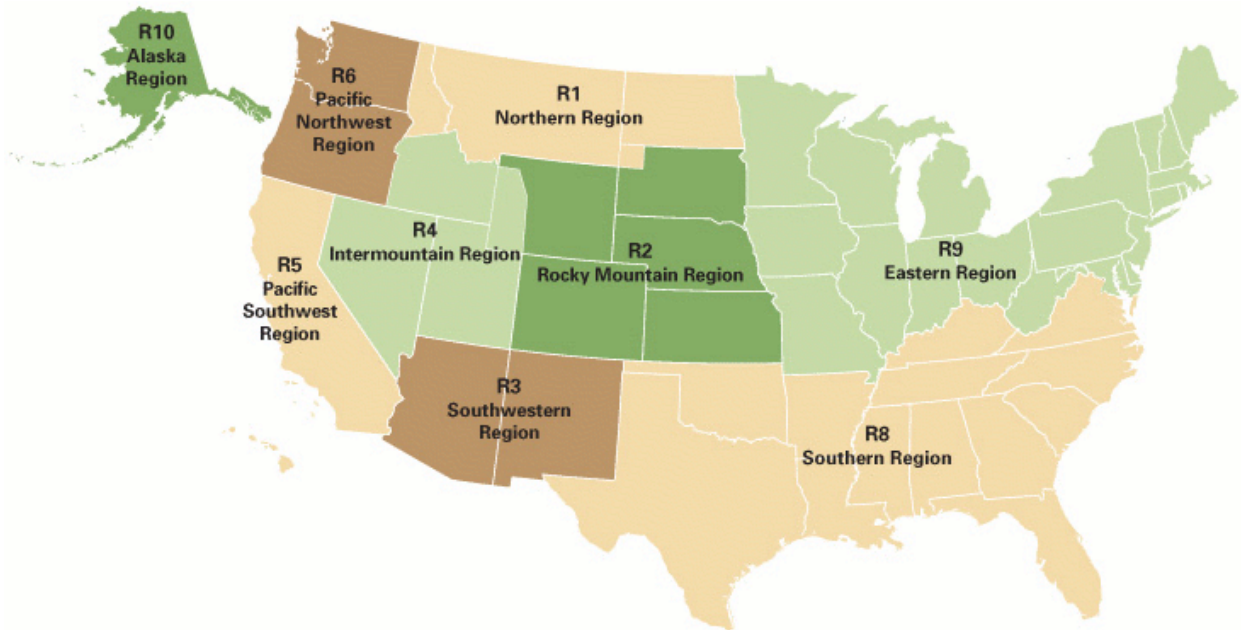 R10
Alaska
Region
R6
Pacific
Northwest
Region
R1
Northern Region
R4
Intermountain Region
R2
Rocky Mountain Region
R9
Eastern Region
R5
Pacific
Southwest
Region
R3
Southwestern
Region
R8
Southern Region